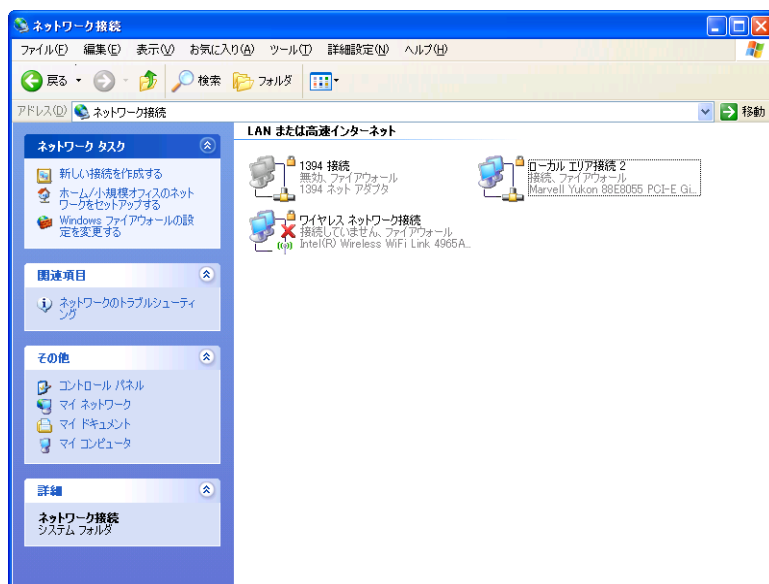 ネットワーク接続
ファイル(F) 編集(E) 表示(V) お気に入り(A) ツール(T) 詳細設定(N) ヘルプ(H)
戻る 検索 フォルダ
アドレス(D) ネットワーク接続 移動
ネットワーク タスク
新しい接続を作成する
ホーム/小規模オフィスのネット
ワークをセットアップする
Windows ファイアウォールの設
定を変更する
関連項目
ネットワークのトラブルシューティ
ング
その他
コントロール パネル
マイ ネットワーク
マイ ドキュメント
マイ コンピュータ
詳細
ネットワーク接続
システム フォルダ
LAN または高速インターネット
1394 接続
無効、ファイアウォール
1394 ネット アダプタ
ローカル エリア接続 2
接続、ファイアウォール
Marvell Yukon 88E8055 PCI-E Gi...
ワイヤレス ネットワーク接続
接続していません、ファイアウォール
Intel(R) Wireless WiFi Link 4965A...